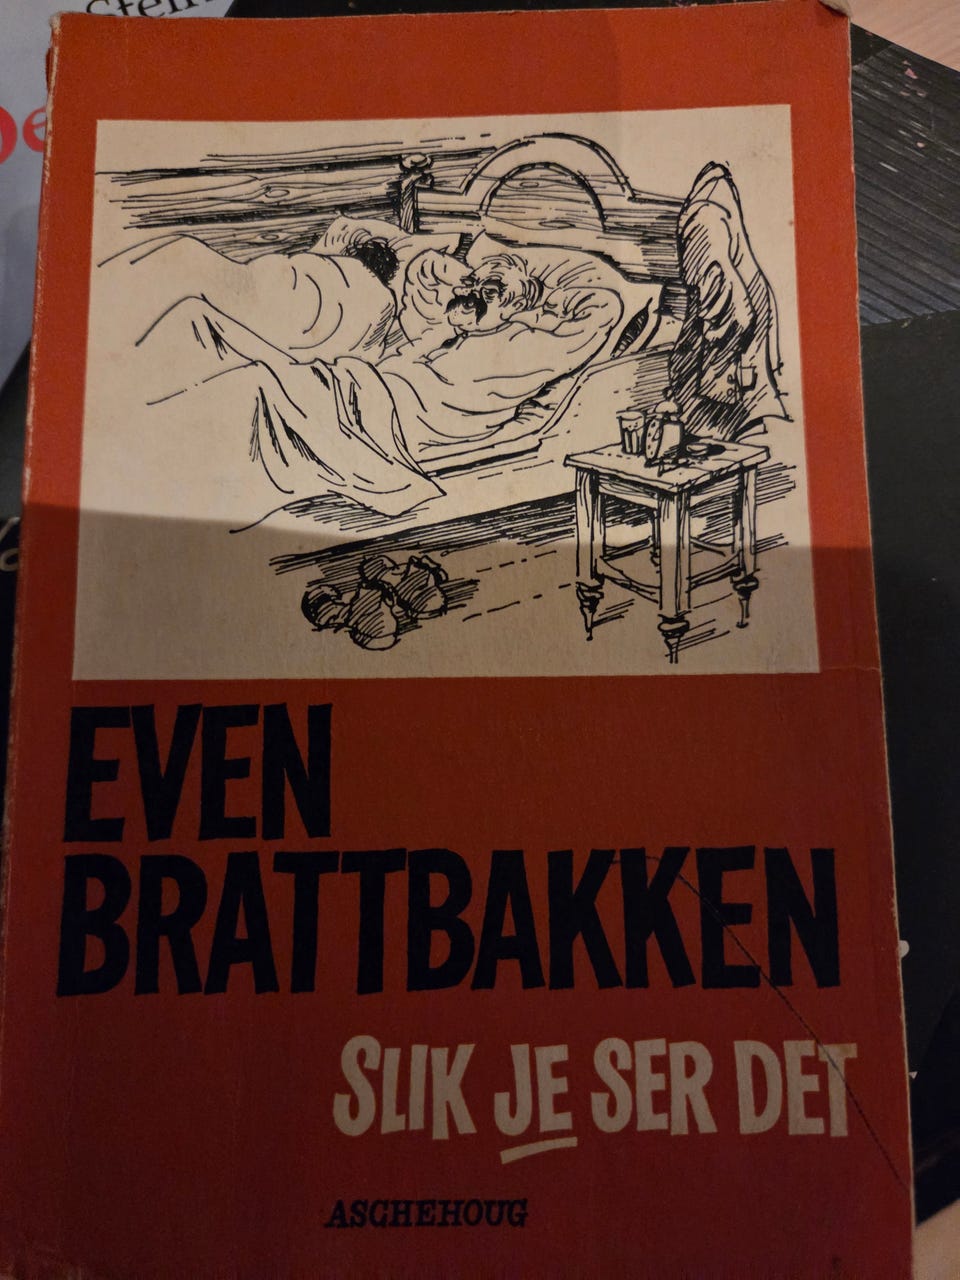 EVEN
BRATTBAKKEN
SLIK JE SER DET
ASCHEHOUG